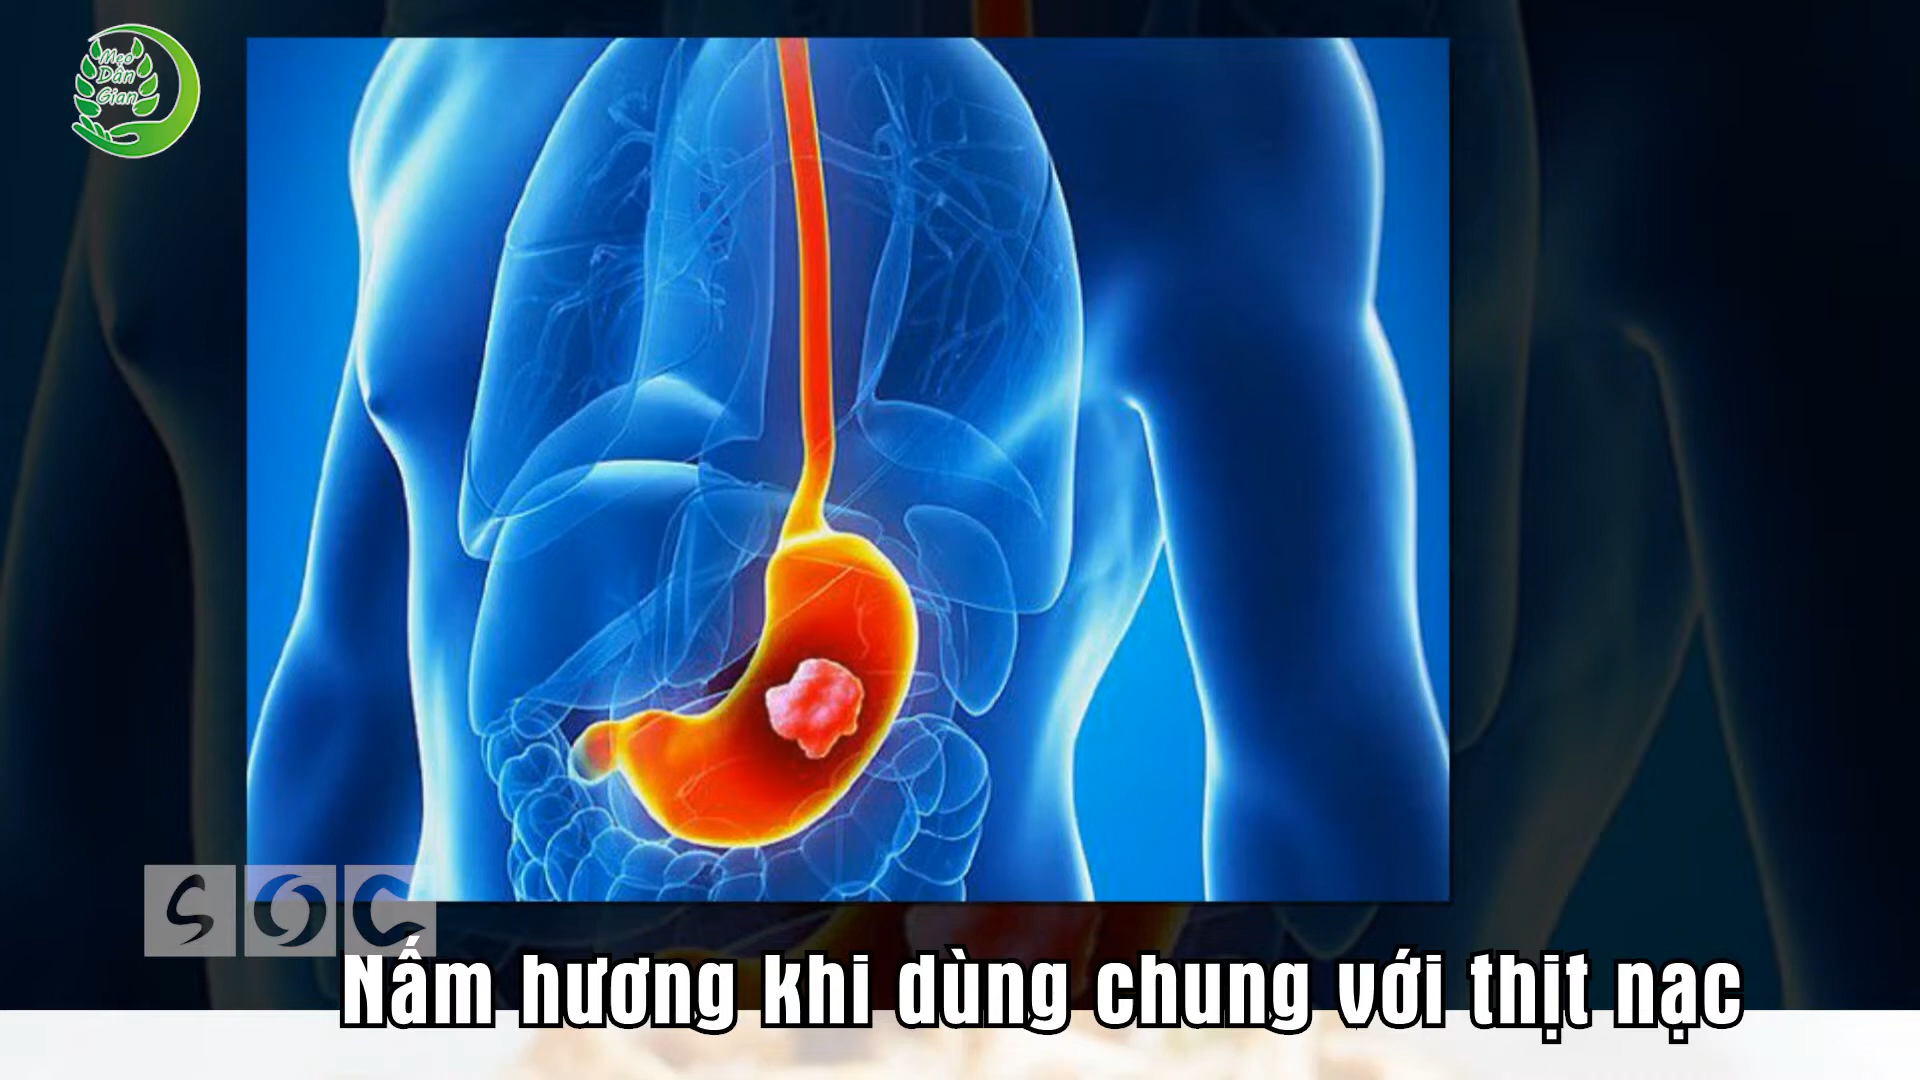 Mẹo
Dân
Gian
SOC
Nấm hương khi dùng chung với thịt nạc